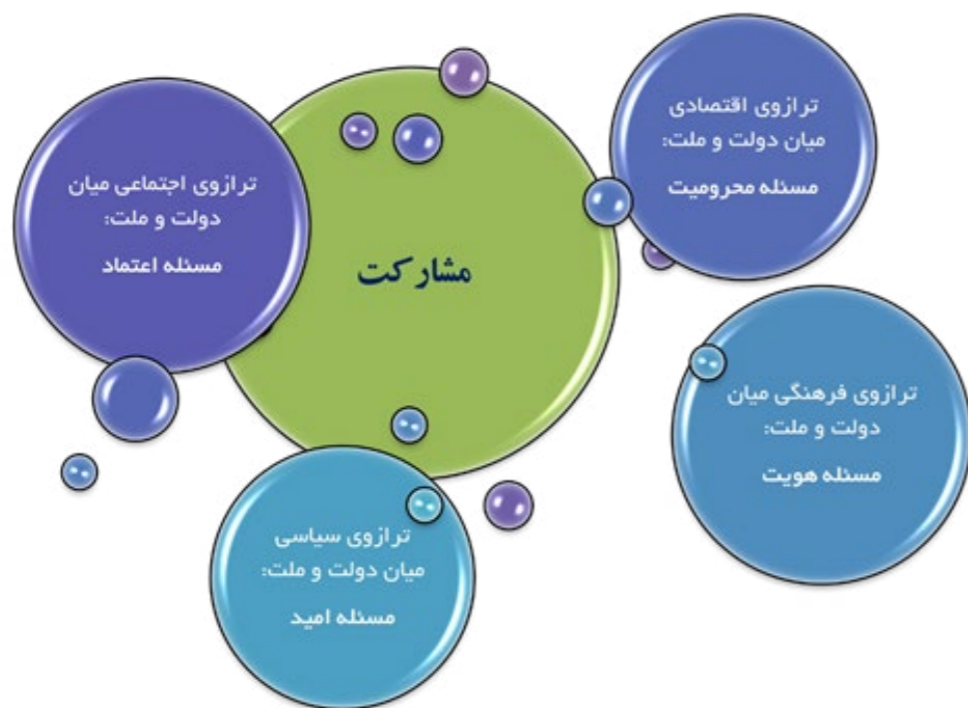 ترازوی اقتصادی
میان دولت و ملت:
مسئله محرومیت
ترازوی اجتماعی میان
دولت و ملت:
مسئله اعتماد
مشارکت
ترازوی فرهنگی میان
دولت و ملت:
مسئله هویت
ترازوی سیاسی
میان دولت و ملت:
مسئله امید